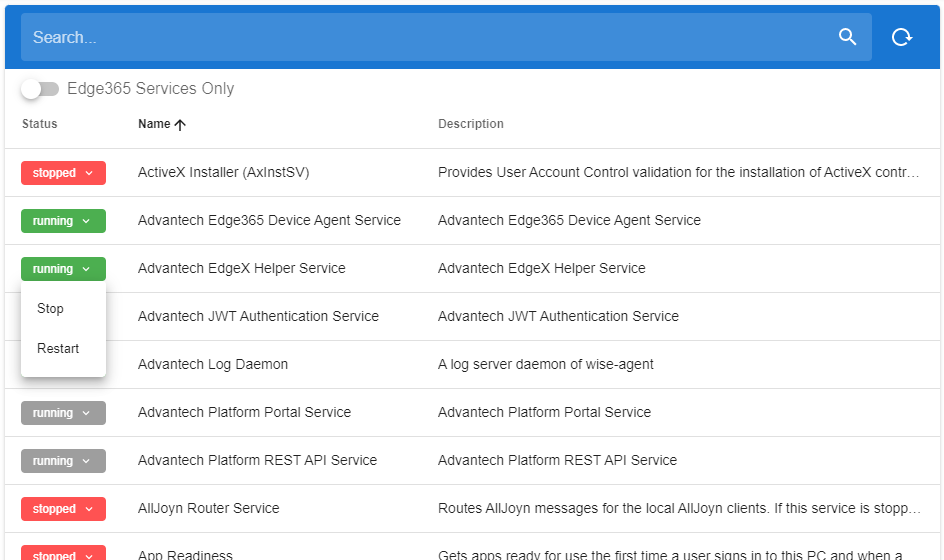 Search...
Edge365 Services Only
Status Name Description
stopped ActiveX Installer (AxInstSV) Provides User Account Control validation for the installation of ActiveX contr…
running Advantech Edge365 Device Agent Service Advantech Edge365 Device Agent Service
running Advantech EdgeX Helper Service Advantech EdgeX Helper Service
Stop
Advantech JWT Authentication Service Advantech JWT Authentication Service
Restart
Advantech Log Daemon A log server daemon of wise-agent
running Advantech Platform Portal Service Advantech Platform Portal Service
running Advantech Platform REST API Service Advantech Platform REST API Service
stopped AllJoyn Router Service Routes AllJoyn messages for the local AllJoyn clients. If this service is stopp…
stopped App Readiness Gets apps ready for use the first time a user signs in to this PC and when a